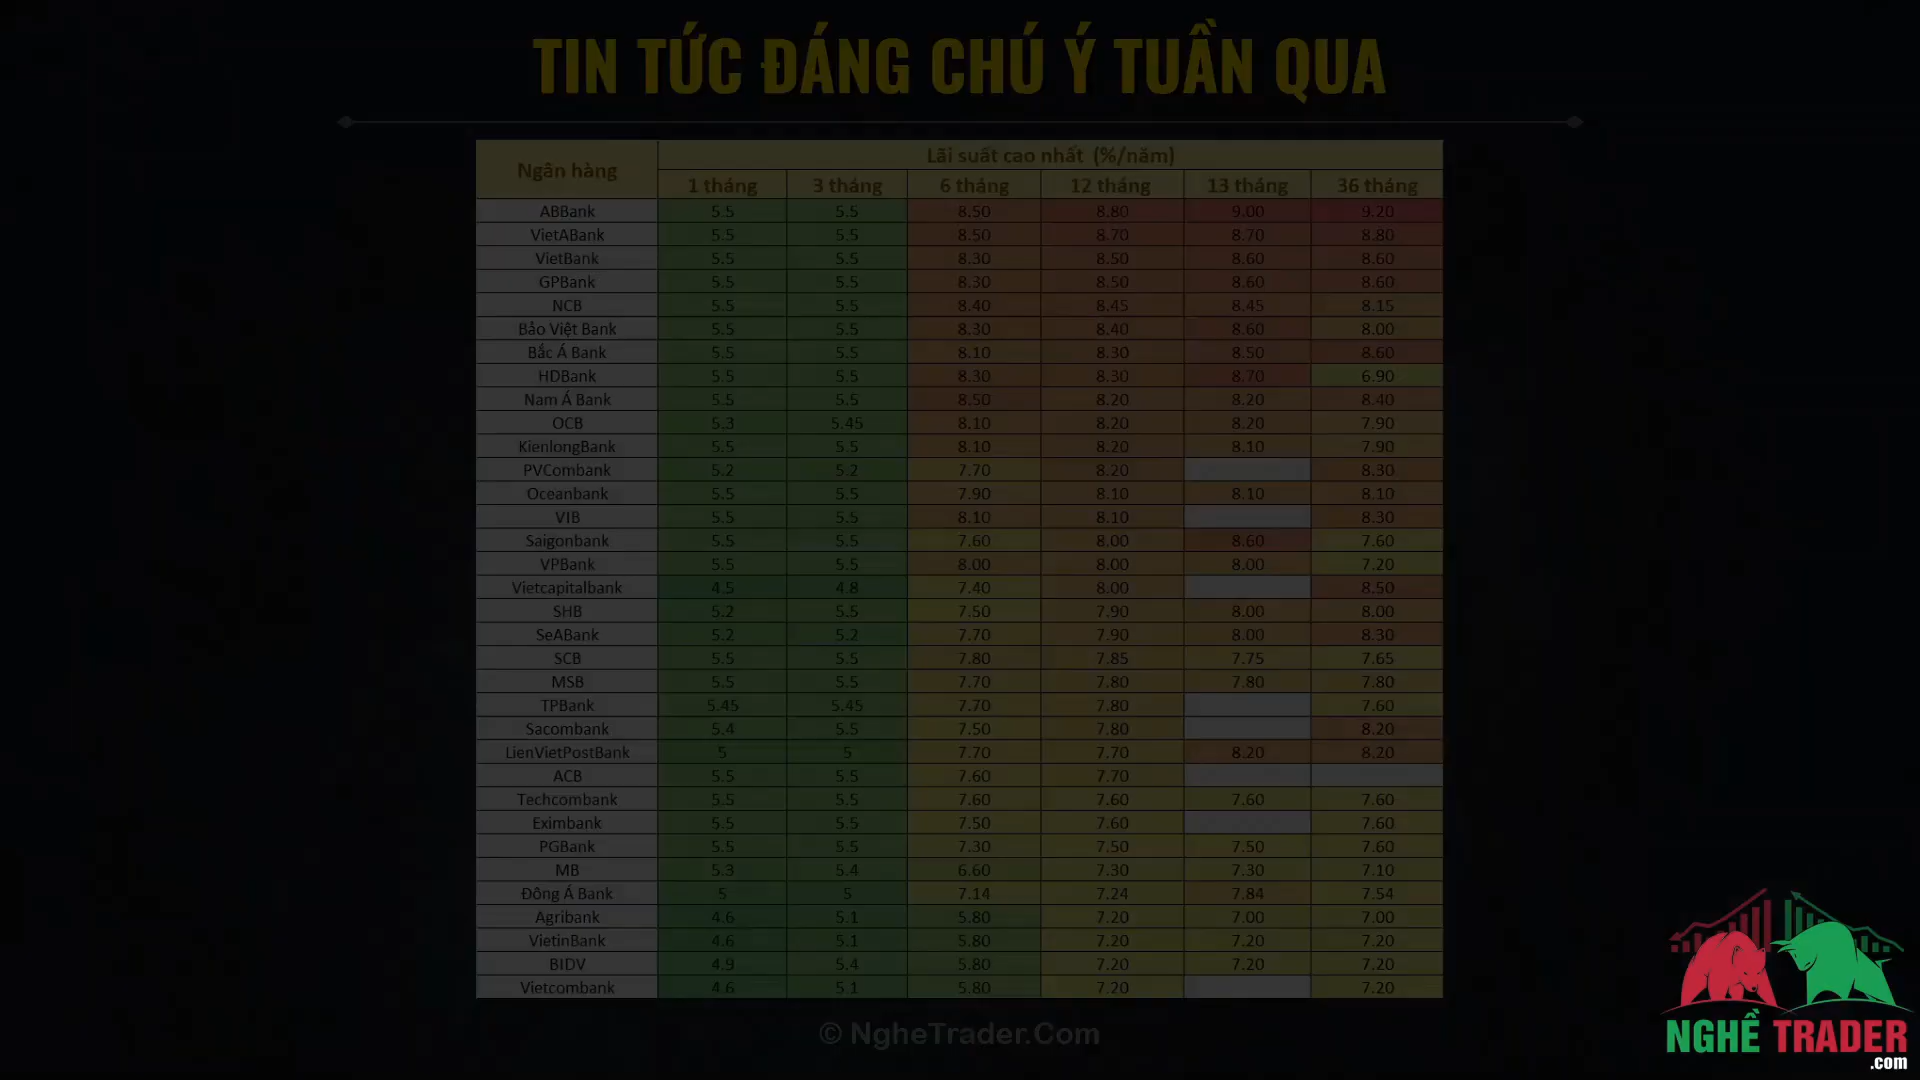 TIN TỨC ĐÁNG CHÚ Ý TUẦN QUA
Ngân hàng Lãi suất cao nhất (%/năm)
1 tháng 3 tháng 6 tháng 12 tháng 13 tháng 36 tháng
ABBank 5.5 5.5 8.50 8.80 9.00 9.20
VietABank 5.5 5.5 8.50 8.70 8.70 8.80
VietBank 5.5 5.5 8.30 8.50 8.60 8.60
GPBank 5.5 5.5 8.30 8.50 8.60 8.60
NCB 5.5 5.5 8.40 8.45 8.45 8.15
Bảo Việt Bank 5.5 5.5 8.30 8.40 8.60 8.00
Bắc Á Bank 5.5 5.5 8.10 8.30 8.50 8.60
HDBank 5.5 5.5 8.30 8.30 8.70 6.90
Nam Á Bank 5.5 5.5 8.50 8.20 8.20 8.40
OCB 5.3 5.45 8.10 8.20 8.20 7.90
KienlongBank 5.5 5.5 8.10 8.20 8.10 7.90
PVCombank 5.2 5.2 7.70 8.20 8.30
Oceanbank 5.5 5.5 7.90 8.10 8.10 8.10
VIB 5.5 5.5 8.10 8.10 8.30
Saigonbank 5.5 5.5 7.60 8.00 8.60 7.60
VPBank 5.5 5.5 8.00 8.00 8.00 7.20
Vietcapitalbank 4.5 4.8 7.40 8.00 8.50
SHB 5.2 5.5 7.50 7.90 8.00 8.00
SeABank 5.2 5.2 7.70 7.90 8.00 8.30
SCB 5.5 5.5 7.80 7.85 7.75 7.65
MSB 5.5 5.5 7.70 7.80 7.80 7.80
TPBank 5.45 5.45 7.70 7.80 7.60
Sacombank 5.4 5.5 7.50 7.80 8.20
LienVietPostBank 5 5 7.70 7.70 8.20 8.20
ACB 5.5 5.5 7.60 7.70
Techcombank 5.5 5.5 7.60 7.60 7.60 7.60
Eximbank 5.5 5.5 7.50 7.60 7.60
PGBank 5.5 5.5 7.30 7.50 7.50 7.60
MB 5.3 5.4 6.60 7.30 7.30 7.10
Đông Á Bank 5 5 7.14 7.24 7.84 7.54
Agribank 4.6 5.1 5.80 7.20 7.00 7.00
VietinBank 4.6 5.1 5.80 7.20 7.20 7.20
BIDV 4.9 5.4 5.80 7.20 7.20 7.20
Vietcombank 4.6 5.1 5.80 7.20 7.20
© NgheTrader.Com
NGHỀ TRADER
.com